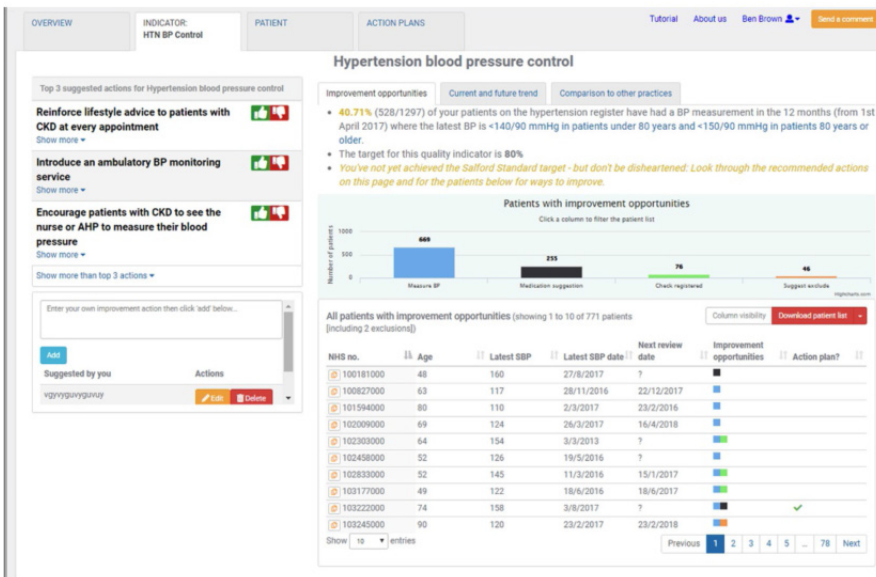 OVERVIEW
INDICATOR:
HTN BP Control
PATIENT
ACTION PLANS
Tutorial About us Ben Brown Send a comment
Hypertension blood pressure control
Top 3 suggested actions for Hypertension blood pressure control
Reinforce lifestyle advice to patients with
CKD at every appointment
Show more
Introduce an ambulatory BP monitoring
service
Show more
Encourage patients with CKD to see the
nurse or AHP to measure their blood
pressure
Show more
Show more than top 3 actions
Enter your own improvement action then click 'add' below...
Add
Suggested by you Actions
vgyvyguvyguvuy Edit Delete
Improvement opportunities Current and future trend Comparison to other practices
40.71% (528/1297) of your patients on the hypertension register have had a BP measurement in the 12 months (from 1st
April 2017) where the latest BP is <140/90 mmHg in patients under 80 years and <150/90 mmHg in patients 80 years or
older.
The target for this quality indicator is 80%
You've not yet achieved the Salford Standard target - but don't be disheartened: Look through the recommended actions
on this page and for the patients below for ways to improve.
Patients with improvement opportunities
Click a column to filter the patient list
Number of patients
1000
500
0
669
255
76
46
Measure BP Medication suggestion Check registered Suggest exclude
Highcharts.com
All patients with improvement opportunities (showing 1 to 10 of 771 patients
[including 2 exclusions])
Column visibility Download patient list
NHS no. Age Latest SBP Latest SBP date Next review date Improvement opportunities Action plan?
100181000 48 160 27/8/2017 ?
100827000 63 117 28/11/2016 22/12/2017
101594000 80 110 2/3/2017 23/2/2016
102009000 69 124 26/3/2017 16/4/2018
102303000 64 154 3/3/2013 ?
102458000 52 126 19/5/2016 ?
102833000 52 145 11/3/2016 15/1/2017
103177000 49 122 18/6/2016 18/6/2017
103222000 74 158 3/8/2017 ?
103245000 90 120 23/2/2017 23/2/2018
Show 10 entries
Previous 1 2 3 4 5 ... 78 Next